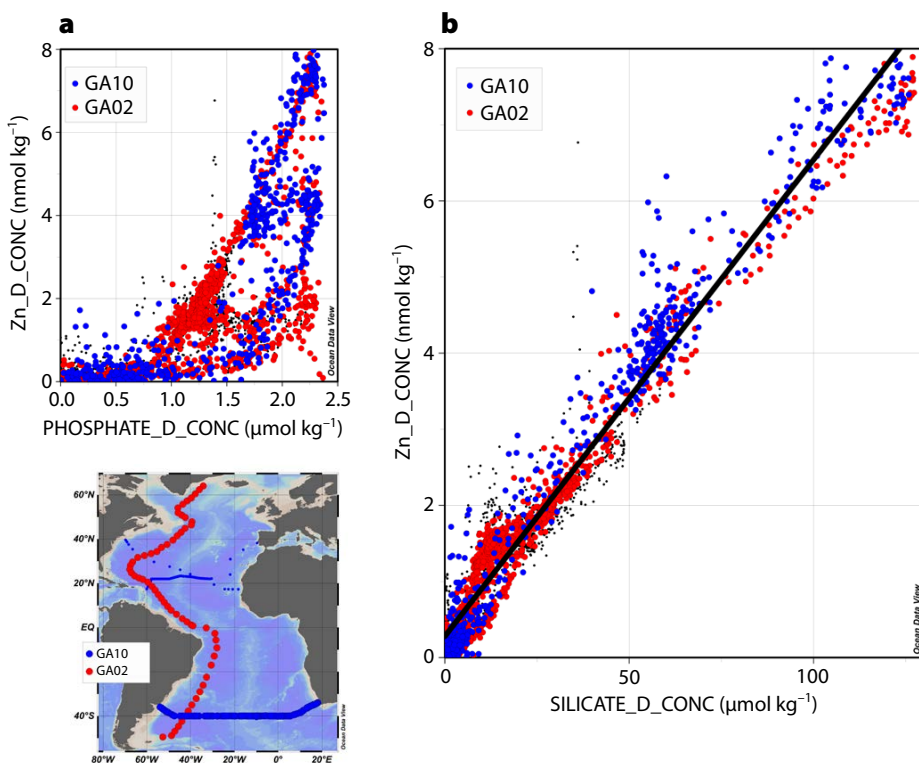 a
8
6
4
2
0
Zn_D_CONC (nmol kg⁻¹)
GA10
GA02
Ocean Data View
0.0 0.5 1.0 1.5 2.0 2.5
PHOSPHATE_D_CONC (μmol kg⁻¹)
60°N
40°N
20°N
EQ
40°S
GA10
GA02
Ocean Data View
80°W 60°W 40°W 20°W 0° 20°E
b
8
6
4
2
0
Zn_D_CONC (nmol kg⁻¹)
GA10
GA02
Ocean Data View
0 50 100
SILICATE_D_CONC (μmol kg⁻¹)